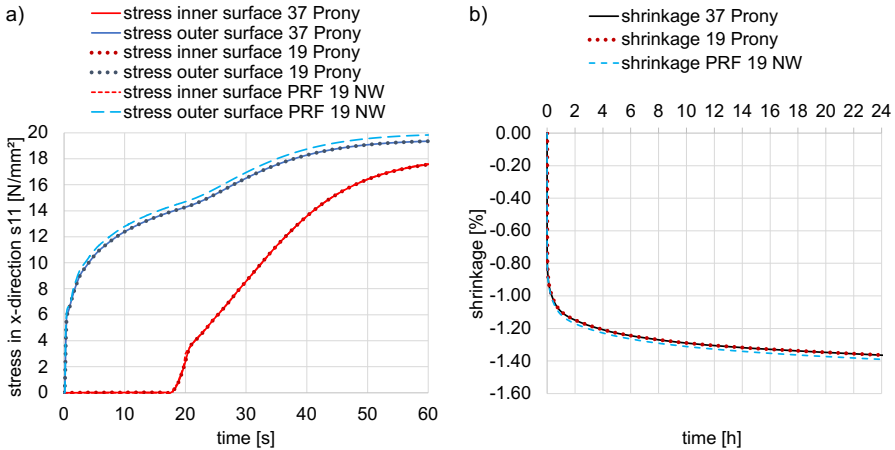 a)
stress inner surface 37 Prony
stress outer surface 37 Prony
stress inner surface 19 Prony
stress outer surface 19 Prony
stress inner surface PRF 19 NW
stress outer surface PRF 19 NW
stress in x-direction s11 [N/mm²]
20
18
16
14
12
10
8
6
4
2
0
0 10 20 30 40 50 60
time [s]
b)
shrinkage 37 Prony
shrinkage 19 Prony
shrinkage PRF 19 NW
0 2 4 6 8 10 12 14 16 18 20 22 24
shrinkage [%]
0.00
-0.20
-0.40
-0.60
-0.80
-1.00
-1.20
-1.40
-1.60
time [h]